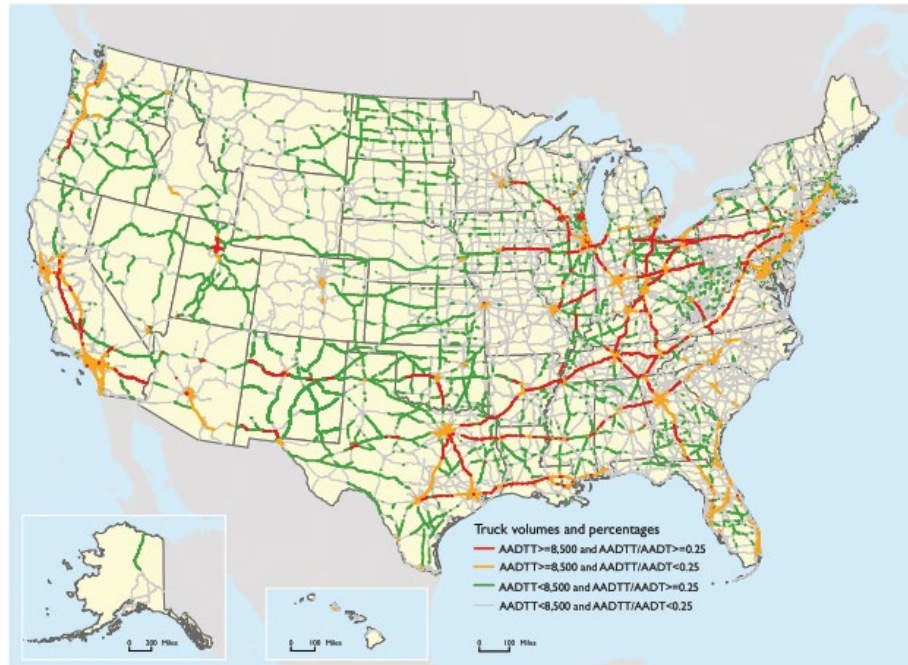 Truck volumes and percentages
AADTT>=8,500 and AADTT/AADT>=0.25
AADTT>=8,500 and AADTT/AADT<0.25
AADTT<8,500 and AADTT/AADT>=0.25
AADTT<8,500 and AADTT/AADT<0.25
0 200 Miles
0 100 Miles
0 100 Miles